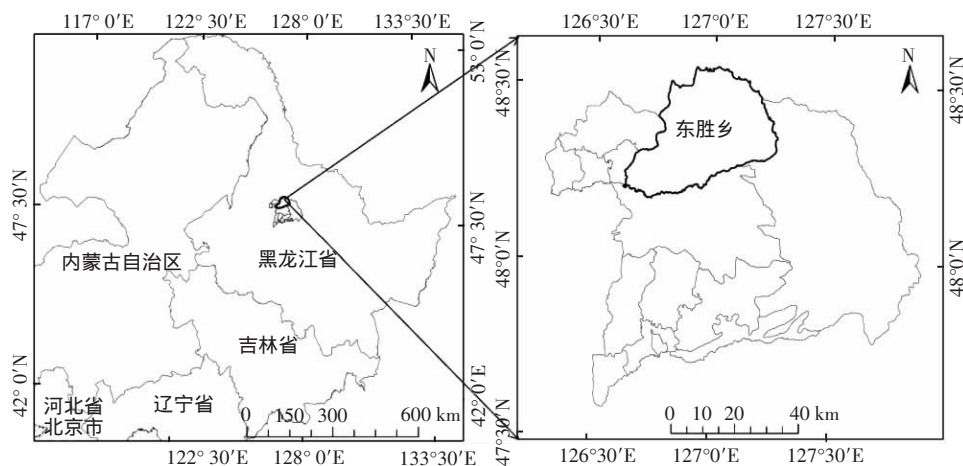 117°0′E 122°30′E 128°0′E 133°30′E
126°30′E 127°0′E 127°30′E
N
53°0′N
47°30′N
47°30′N
42°0′N
42°0′E
内蒙古自治区
黑龙江省
吉林省
辽宁省
河北省
北京市
0 150 300 600 km
122°30′E 128°0′E 133°30′E
N
48°30′N
48°30′N
东胜乡
48°0′N
48°0′N
47°30′N
0 10 20 40 km
126°30′E 127°0′E 127°30′E